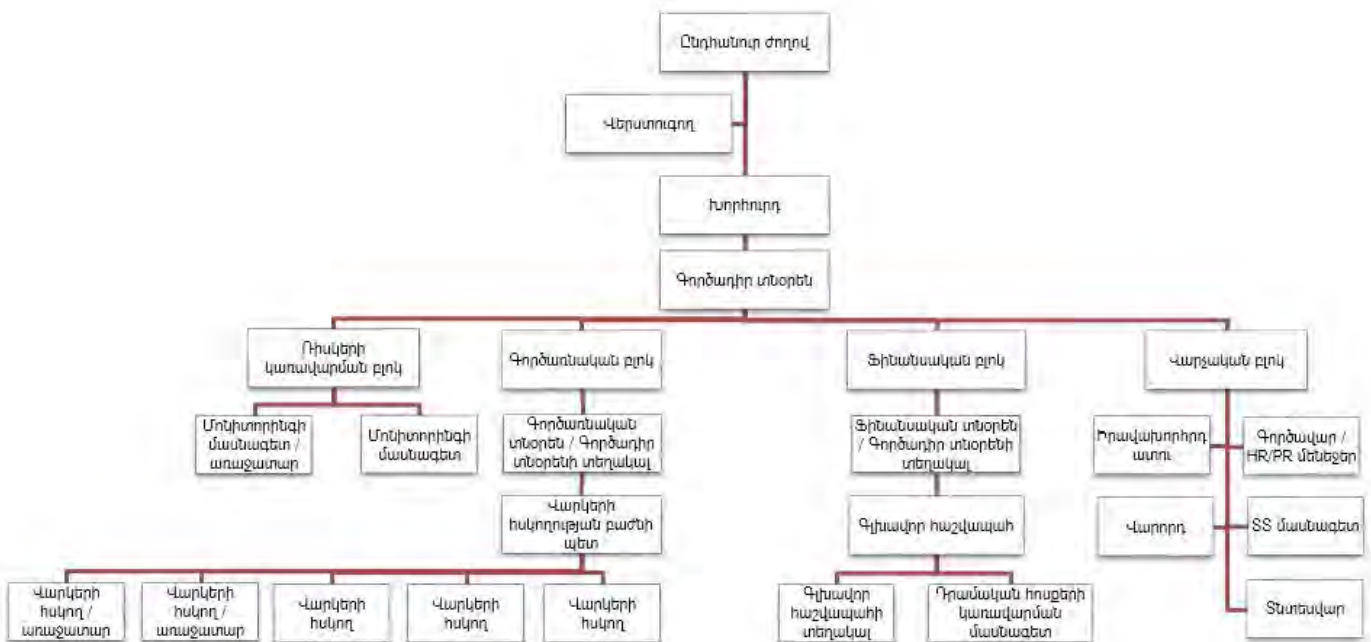 Ընդհանուր ժողով
Վերստուգող
Խորհուրդ
Գործադիր տնօրեն
Ռիսկերի
կառավարման բլոկ
Գործառնական բլոկ
Ֆինանսական բլոկ
Վարչական բլոկ
Մոնիտորինգի
մասնագետ /
առաջատար
Մոնիտորինգի
մասնագետ
Գործառնական
տնօրեն / Գործադիր
տնօրենի տեղակալ
Ֆինանսական տնօրեն
/ Գործադիր տնօրենի
տեղակալ
Իրավախորհրդ
ատու
Գործավար /
HR/PR մենեջեր
Վարկերի
հսկողության բաժնի
պետ
Գլխավոր հաշվապահ
Վարորդ
ՏՏ մասնագետ
Վարկերի
հսկող /
առաջատար
Վարկերի
հսկող /
առաջատար
Վարկերի
հսկող
Վարկերի
հսկող
Վարկերի
հսկող
Գլխավոր
հաշվապահի
տեղակալ
Դրամական հոսքերի
կառավարման
մասնագետ
Տնտեսվար